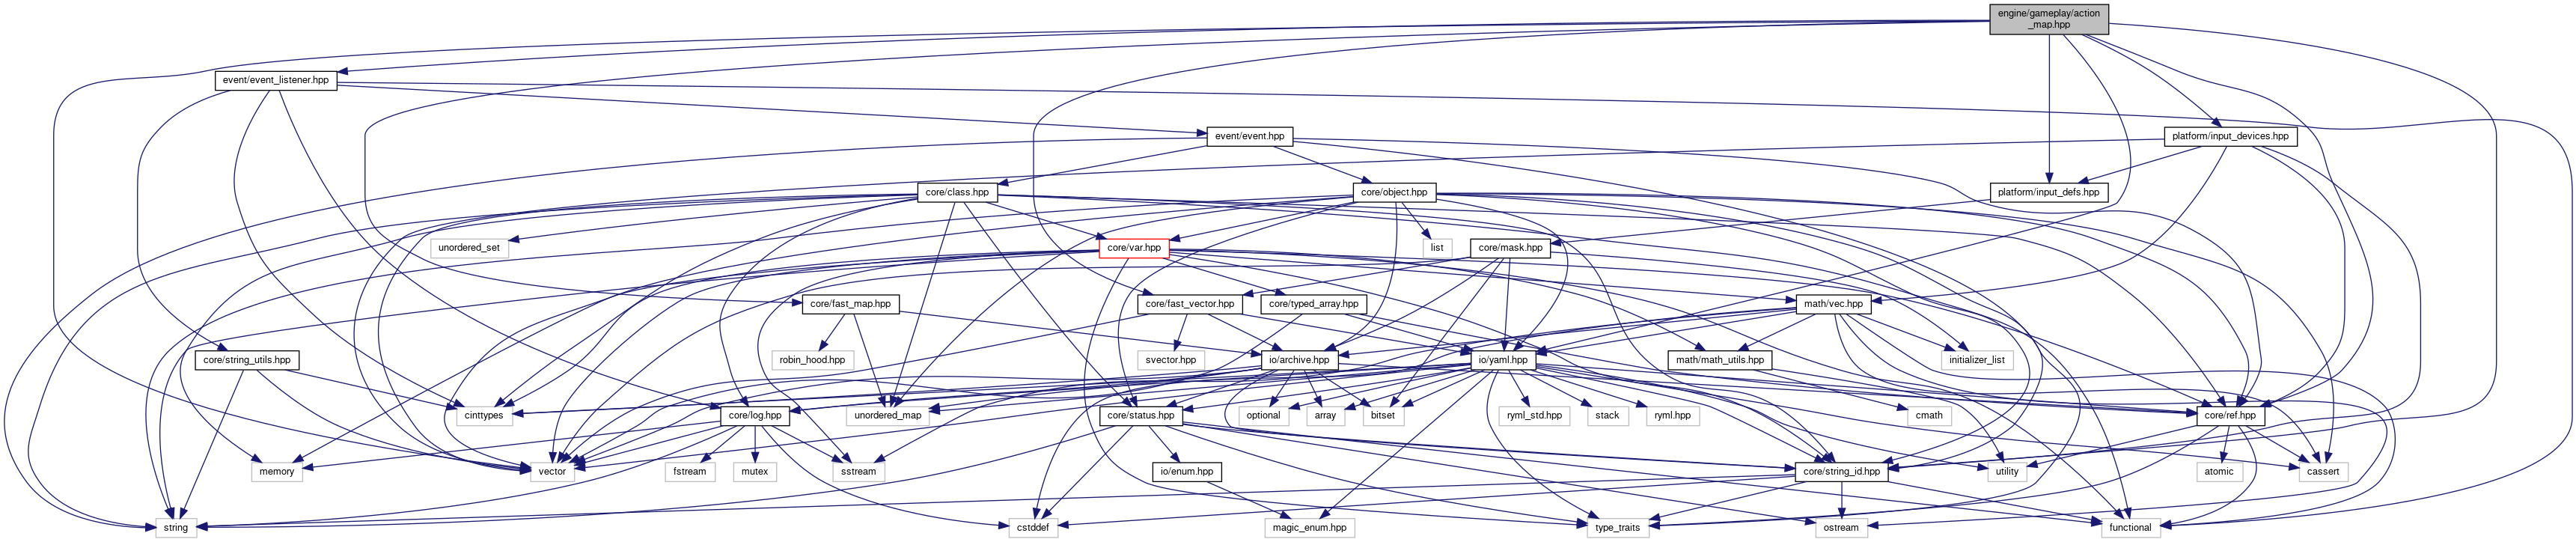 engine/gameplay/action
_map.hpp
event/event_listener.hpp
event/event.hpp
platform/input_devices.hpp
core/class.hpp
core/object.hpp
platform/input_defs.hpp
unordered_set
core/var.hpp
list
core/mask.hpp
core/fast_map.hpp
core/fast_vector.hpp
core/typed_array.hpp
math/vec.hpp
core/string_utils.hpp
robin_hood.hpp
svector.hpp
io/archive.hpp
io/yaml.hpp
math/math_utils.hpp
initializer_list
cinttypes
core/log.hpp
unordered_map
core/status.hpp
optional
array
bitset
ryml_std.hpp
stack
ryml.hpp
cmath
core/ref.hpp
memory
vector
fstream
mutex
sstream
io/enum.hpp
core/string_id.hpp
utility
atomic
cassert
string
cstddef
magic_enum.hpp
type_traits
ostream
functional